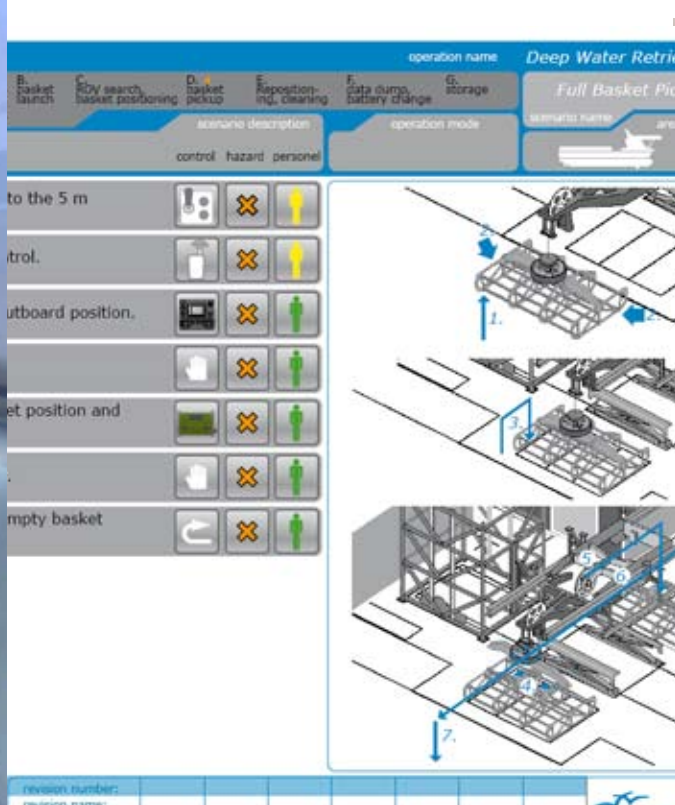 operation name Deep Water Retrie
B. basket launch
C. ROV search, basket positioning
D. basket pickup
E. Reposition-ing, cleaning
F. data dump, battery change
G. storage
Full Basket Pic
scenario description
operation mode
scenario name
are
control hazard personel
to the 5 m
trol.
utboard position.
et position and
.
mpty basket
2.
1.
2.
3.
5
6
4
7.
revision number:
revision name: